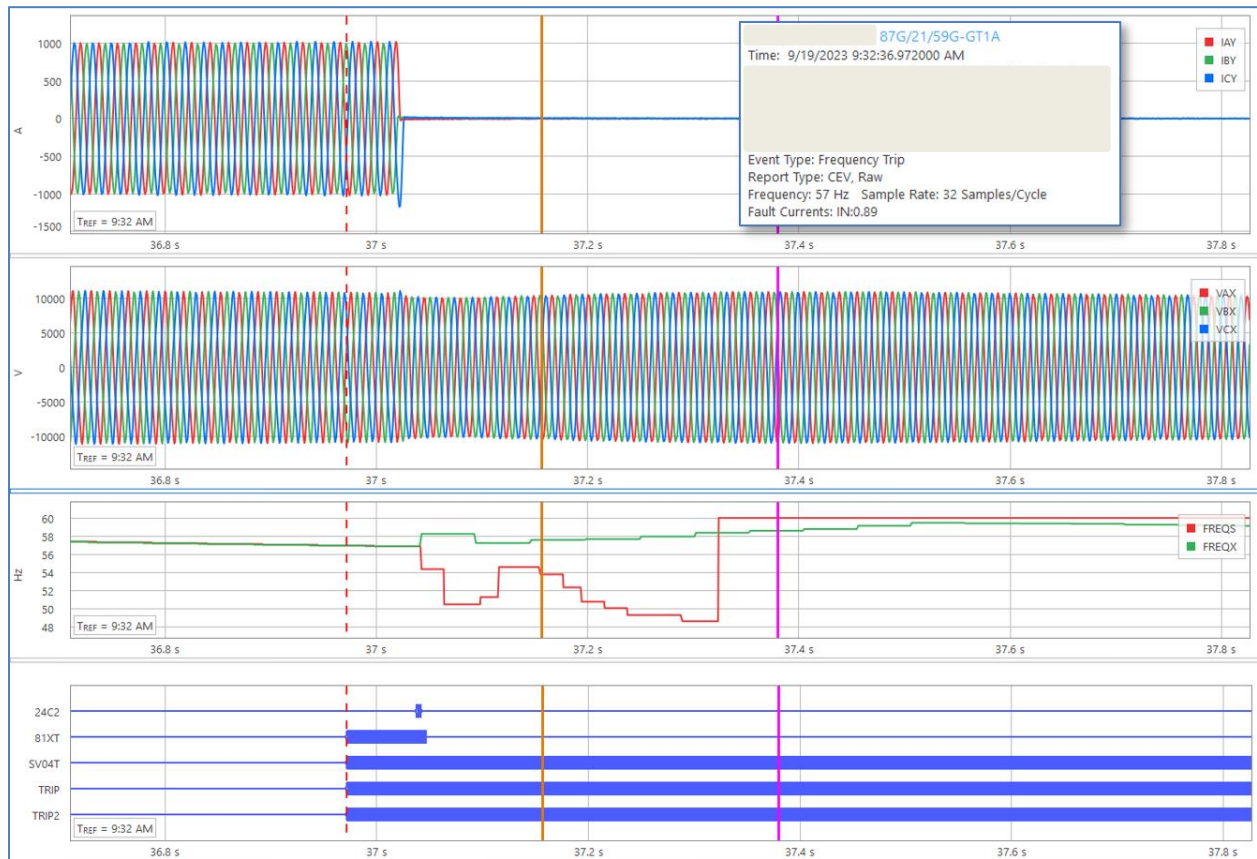 87G/21/59G-GT1A
Time: 9/19/2023 9:32:36.972000 AM
Event Type: Frequency Trip
Report Type: CEV, Raw
Frequency: 57 Hz Sample Rate: 32 Samples/Cycle
Fault Currents: IN:0.89
1000
500
0
-500
-1000
-1500
A
IAY
IBY
ICY
TREF = 9:32 AM
36.8 s
37 s
37.2 s
37.4 s
37.6 s
37.8 s
10000
5000
0
-5000
-10000
V
VAX
VBX
VCX
TREF = 9:32 AM
36.8 s
37 s
37.2 s
37.4 s
37.6 s
37.8 s
60
58
56
54
52
50
48
Hz
FREQS
FREQX
TREF = 9:32 AM
36.8 s
37 s
37.2 s
37.4 s
37.6 s
37.8 s
24C2
81XT
SV04T
TRIP
TRIP2
TREF = 9:32 AM
36.8 s
37 s
37.2 s
37.4 s
37.6 s
37.8 s